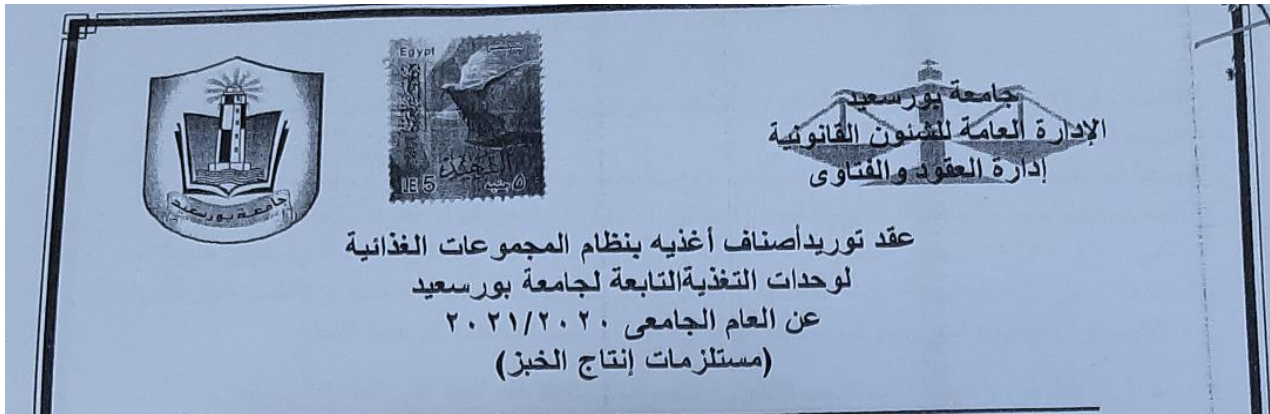 جامعة بورسعيد
الإدارة العامة للشئون القانونية
إدارة العقود والفتاوى
Egypt
مصر
LE 5
٥ جنيه
جامعة بورسعيد
عقد توريدأصناف أغذيه بنظام المجموعات الغذائية
لوحدات التغذيةالتابعة لجامعة بورسعيد
عن العام الجامعى ٢٠٢١/٢٠٢٠
(مستلزمات إنتاج الخبز)